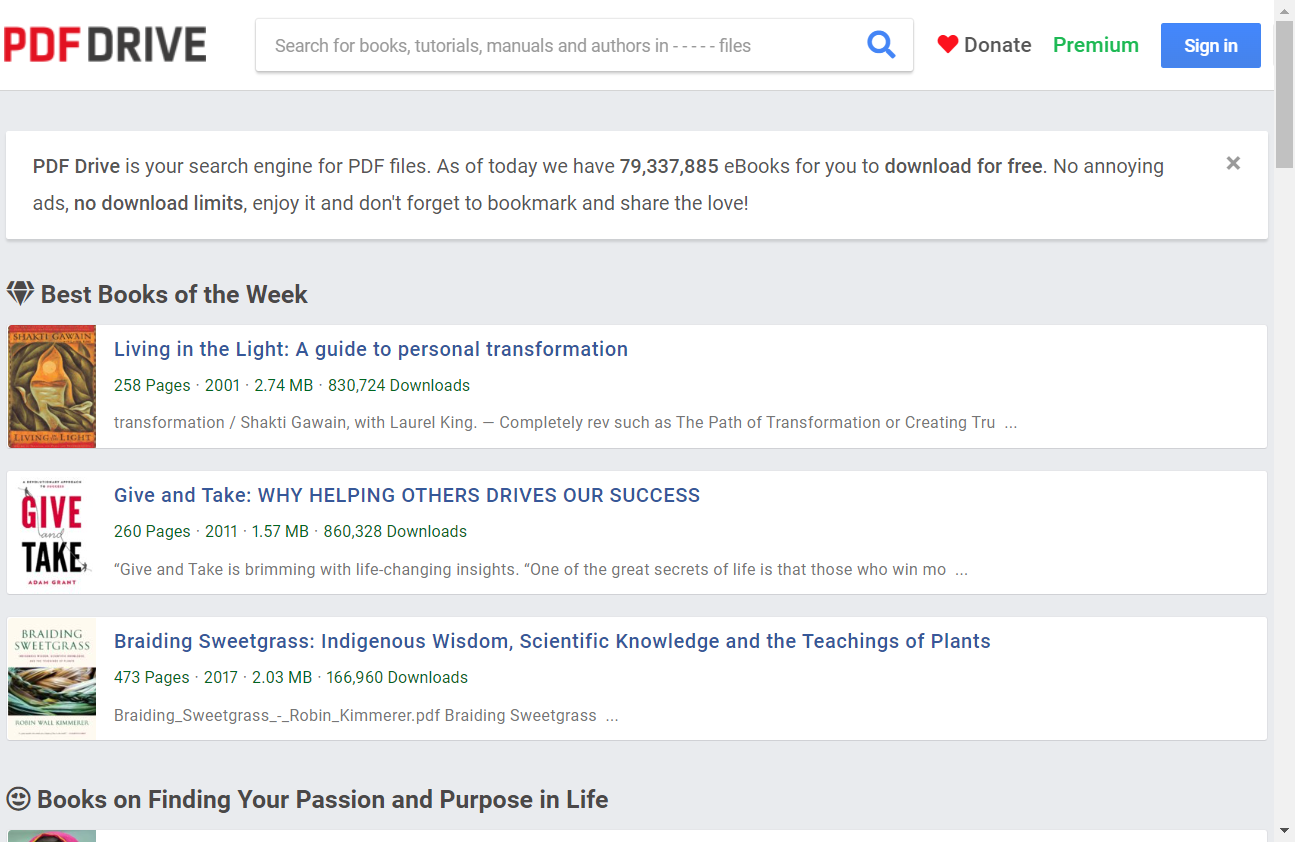 PDF DRIVE
Search for books, tutorials, manuals and authors in - - - - - files
Donate
Premium
Sign in
PDF Drive is your search engine for PDF files. As of today we have 79,337,885 eBooks for you to download for free. No annoying
ads, no download limits, enjoy it and don't forget to bookmark and share the love!
×
Best Books of the Week
SHAKTI GAWAIN
LIVING IN THE LIGHT
Living in the Light: A guide to personal transformation
258 Pages · 2001 · 2.74 MB · 830,724 Downloads
transformation / Shakti Gawain, with Laurel King. — Completely rev such as The Path of Transformation or Creating Tru ...
A REVOLUTIONARY APPROACH
TO SUCCESS
GIVE
and
TAKE
ADAM GRANT
Give and Take: WHY HELPING OTHERS DRIVES OUR SUCCESS
260 Pages · 2011 · 1.57 MB · 860,328 Downloads
“Give and Take is brimming with life-changing insights. “One of the great secrets of life is that those who win mo ...
BRAIDING
SWEETGRASS
ROBIN WALL KIMMERER
Braiding Sweetgrass: Indigenous Wisdom, Scientific Knowledge and the Teachings of Plants
473 Pages · 2017 · 2.03 MB · 166,960 Downloads
Braiding_Sweetgrass_-_Robin_Kimmerer.pdf Braiding Sweetgrass ...
Books on Finding Your Passion and Purpose in Life